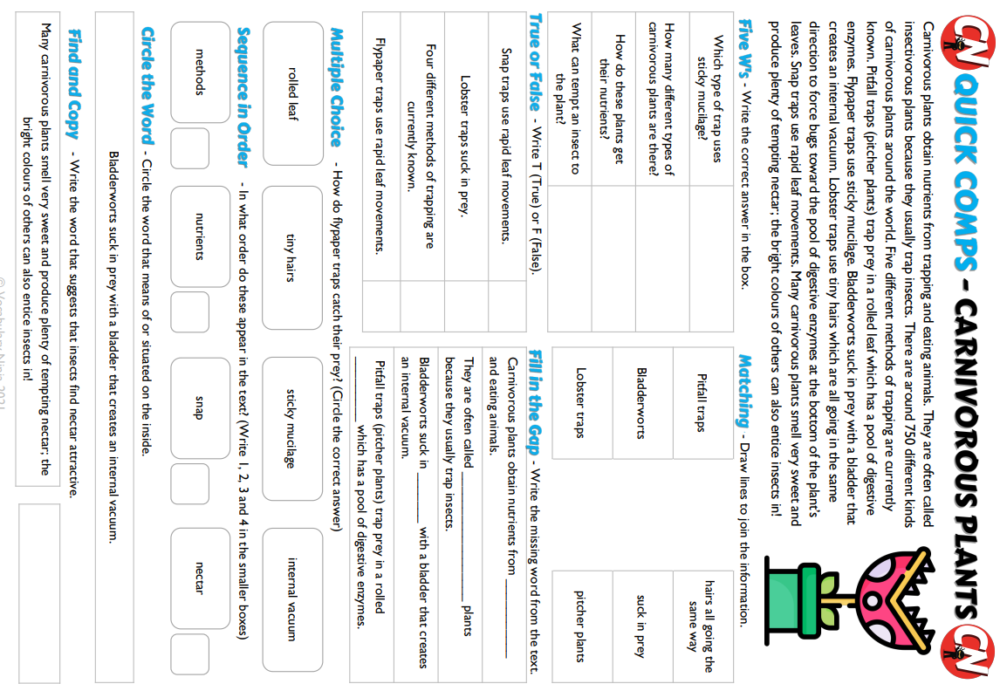 CN QUICK COMPS – CARNIVOROUS PLANTS CN
Carnivorous plants obtain nutrients from trapping and eating animals. They are often called
insectivorous plants because they usually trap insects. There are around 750 different kinds
of carnivorous plants around the world. Five different methods of trapping are currently
known. Pitfall traps (pitcher plants) trap prey in a rolled leaf which has a pool of digestive
enzymes. Flypaper traps use sticky mucilage. Bladderworts suck in prey with a bladder that
creates an internal vacuum. Lobster traps use tiny hairs which are all going in the same
direction to force bugs toward the pool of digestive enzymes at the bottom of the plant's
leaves. Snap traps use rapid leaf movements. Many carnivorous plants smell very sweet and
produce plenty of tempting nectar; the bright colours of others can also entice insects in!
Five W's - Write the correct answer in the box.
Which type of trap uses
sticky mucilage?
How many different types of
carnivorous plants are there?
How do these plants get
their nutrients?
What can tempt an insect to
the plant?
Matching - Draw lines to join the information.
Pitfall traps
Bladderworts
Lobster traps
hairs all going the
same way
suck in prey
pitcher plants
True or False - Write T (True) or F (False).
Snap traps use rapid leaf movements.
Lobster traps suck in prey.
Four different methods of trapping are
currently known.
Flypaper traps use rapid leaf movements.
Fill in the Gap - Write the missing word from the text.
Carnivorous plants obtain nutrients from ____________
and eating animals.
They are often called ____________________ plants
because they usually trap insects.
Bladderworts suck in ________ with a bladder that creates
an internal vacuum.
Pitfall traps (pitcher plants) trap prey in a rolled
__________ which has a pool of digestive enzymes.
Multiple Choice - How do flypaper traps catch their prey? (Circle the correct answer)
rolled leaf
tiny hairs
sticky mucilage
internal vacuum
Sequence in Order - In what order do these appear in the text? (Write 1, 2, 3 and 4 in the smaller boxes)
methods
nutrients
snap
nectar
Circle the Word - Circle the word that means of or situated on the inside.
Bladderworts suck in prey with a bladder that creates an internal vacuum.
Find and Copy - Write the word that suggests that insects find nectar attractive.
Many carnivorous plants smell very sweet and produce plenty of tempting nectar; the
bright colours of others can also entice insects in!
© Vocabulary Ninja 2021